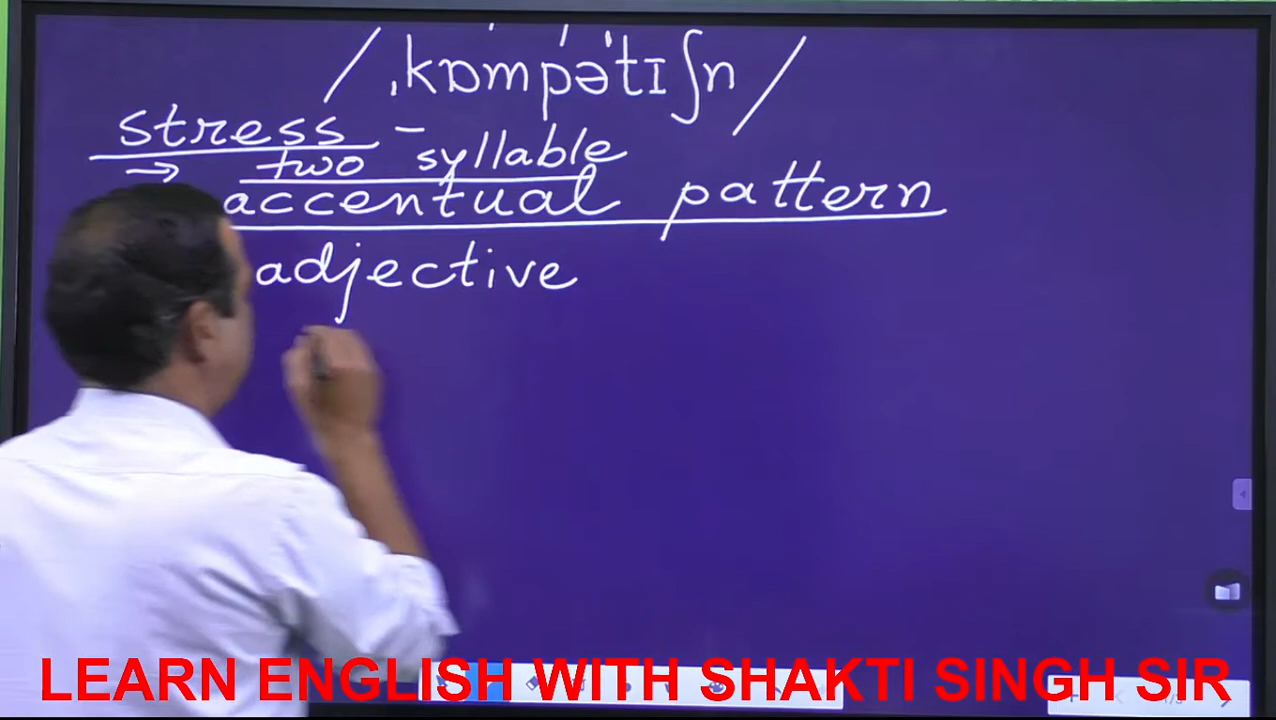 /ˌkɒmpəˈtɪʃn/
stress –
→ two syllable
accentual pattern
adjective
LEARN ENGLISH WITH SHAKTI SINGH SIR